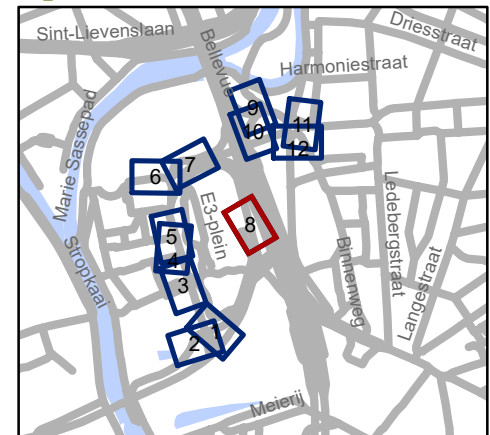 Sint-Lievenslaan
Bellevue
Driesstraat
Harmoniestraat
Marie Sassepad
9
10
11
12
7
6
E3-plein
8
Ledebergstraat
5
4
3
Stropkaai
Binnenweg
Langestraat
1
2
Meierij